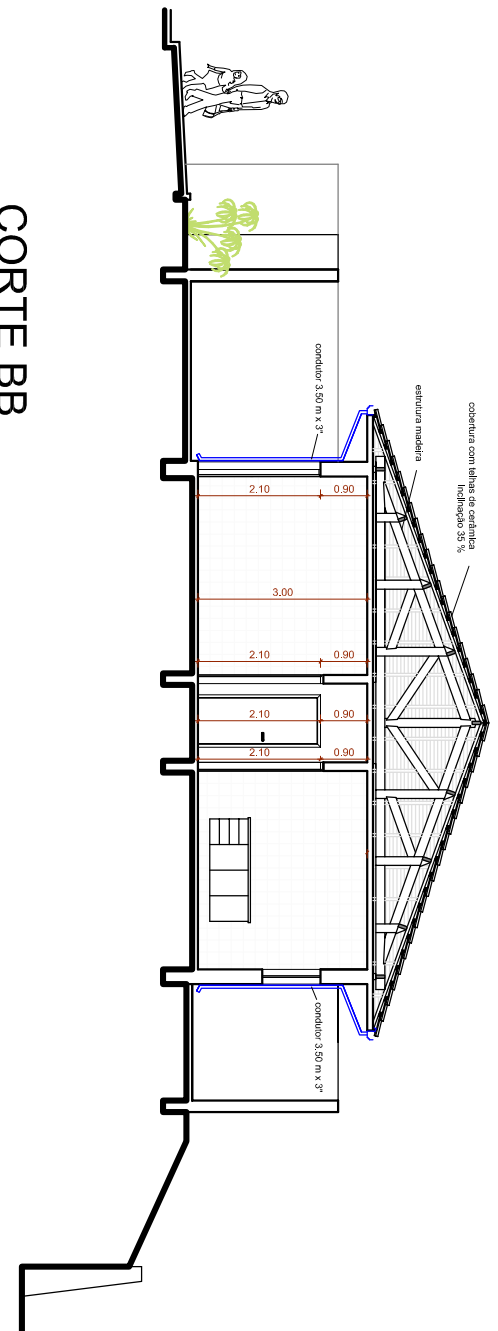 cobertura com telhas de cerâmica
Inclinação 35 %
estrutura madeira
condutor 3.50 m x 3"
condutor 3.50 m x 3"
0.90
2.10
3.00
0.90
2.10
0.90
2.10
0.90
2.10
CORTE BB